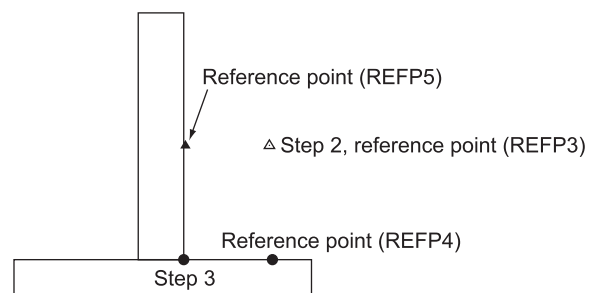 Reference point (REFP5)
Step 2, reference point (REFP3)
Reference point (REFP4)
Step 3